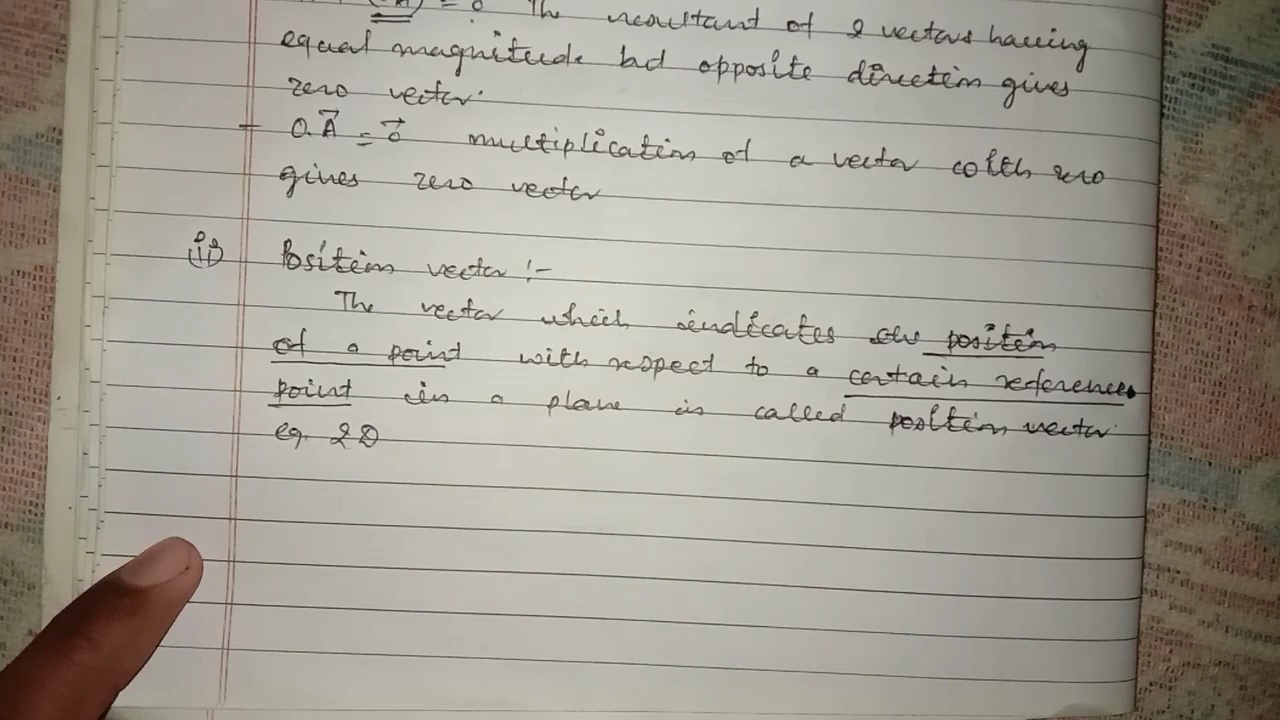 = 0 The resultant of 2 vectors having
equal magnitude bd opposite direction gives
zero vector.
- 0.A⃗ = 0⃗ multiplication of a vector with zero
gives zero vector
(ii) Position vector :-
The vector which indicates the position
of a point with respect to a certain reference
point in a plane is called position vector.
eg. 2D